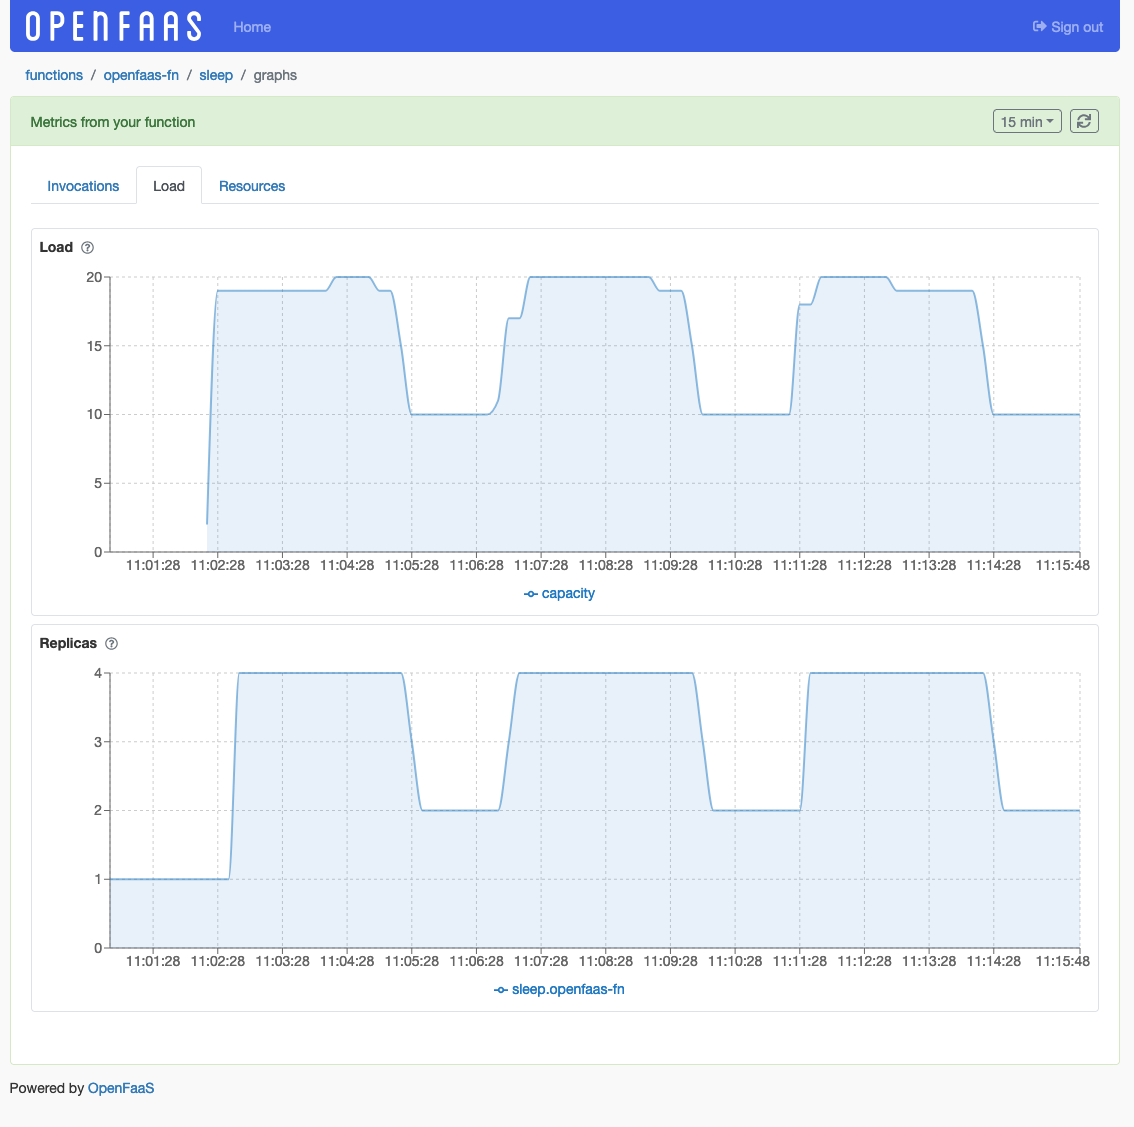 OPENFAAS Home Sign out
functions / openfaas-fn / sleep / graphs
Metrics from your function 15 min
Invocations Load Resources
Load ?
20
15
10
5
0
11:01:28 11:02:28 11:03:28 11:04:28 11:05:28 11:06:28 11:07:28 11:08:28 11:09:28 11:10:28 11:11:28 11:12:28 11:13:28 11:14:28 11:15:48
capacity
Replicas ?
4
3
2
1
0
11:01:28 11:02:28 11:03:28 11:04:28 11:05:28 11:06:28 11:07:28 11:08:28 11:09:28 11:10:28 11:11:28 11:12:28 11:13:28 11:14:28 11:15:48
sleep.openfaas-fn
Powered by OpenFaaS